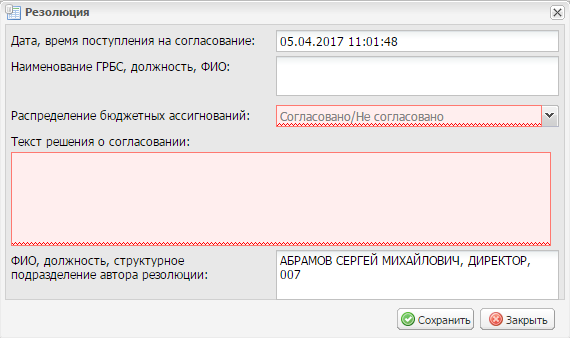 Резолюция
Дата, время поступления на согласование:
05.04.2017 11:01:48
Наименование ГРБС, должность, ФИО:
Распределение бюджетных ассигнований:
Согласовано/Не согласовано
Текст решения о согласовании:
ФИО, должность, структурное
подразделение автора резолюции:
АБРАМОВ СЕРГЕЙ МИХАЙЛОВИЧ, ДИРЕКТОР,
007
Сохранить
Закрыть